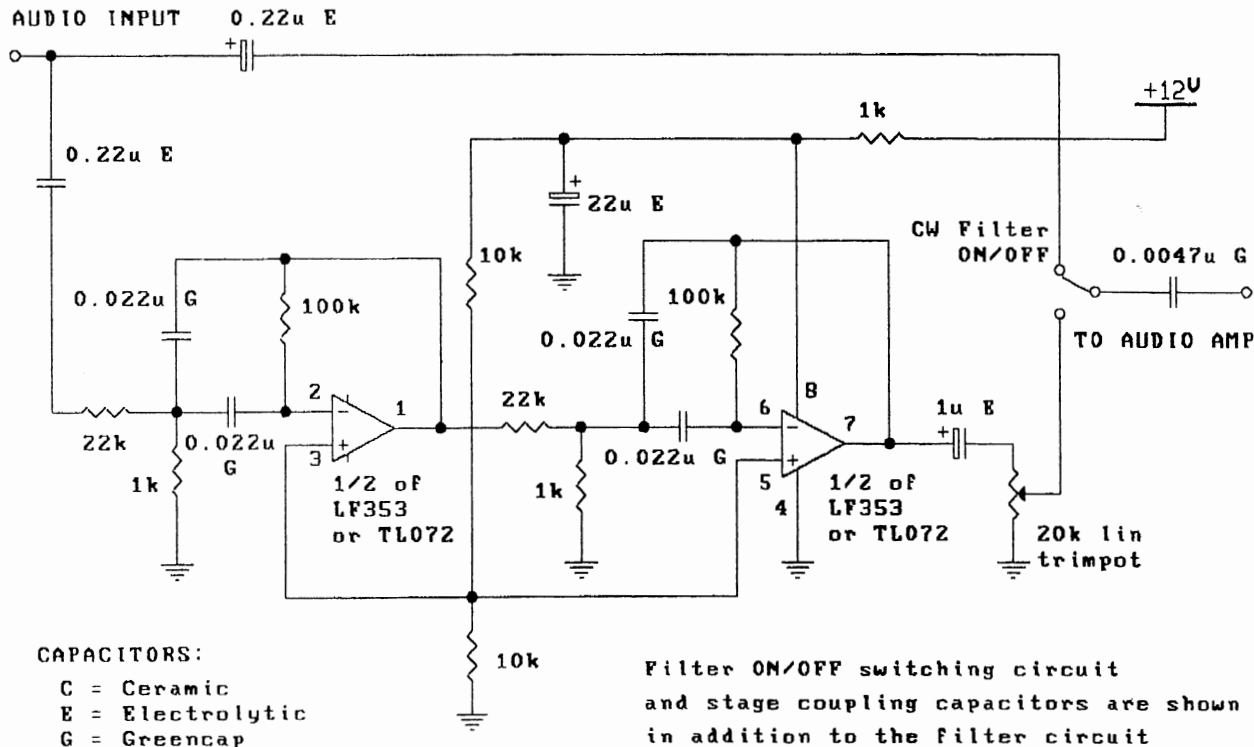 AUDIO INPUT
0.22u E
+
+12V
1k
0.22u E
+
22u E
10k
CW Filter
ON/OFF
0.0047u G
TO AUDIO AMP
0.022u G
100k
0.022u G
100k
22k
0.022u
G
1k
2
3
1
1/2 of
LF353
or TL072
22k
0.022u G
1k
6
5
8
4
7
1/2 of
LF353
or TL072
1u E
+
20k lin
trimpot
10k
CAPACITORS:
C = Ceramic
E = Electrolytic
G = Greencap
Filter ON/OFF switching circuit
and stage coupling capacitors are shown
in addition to the filter circuit